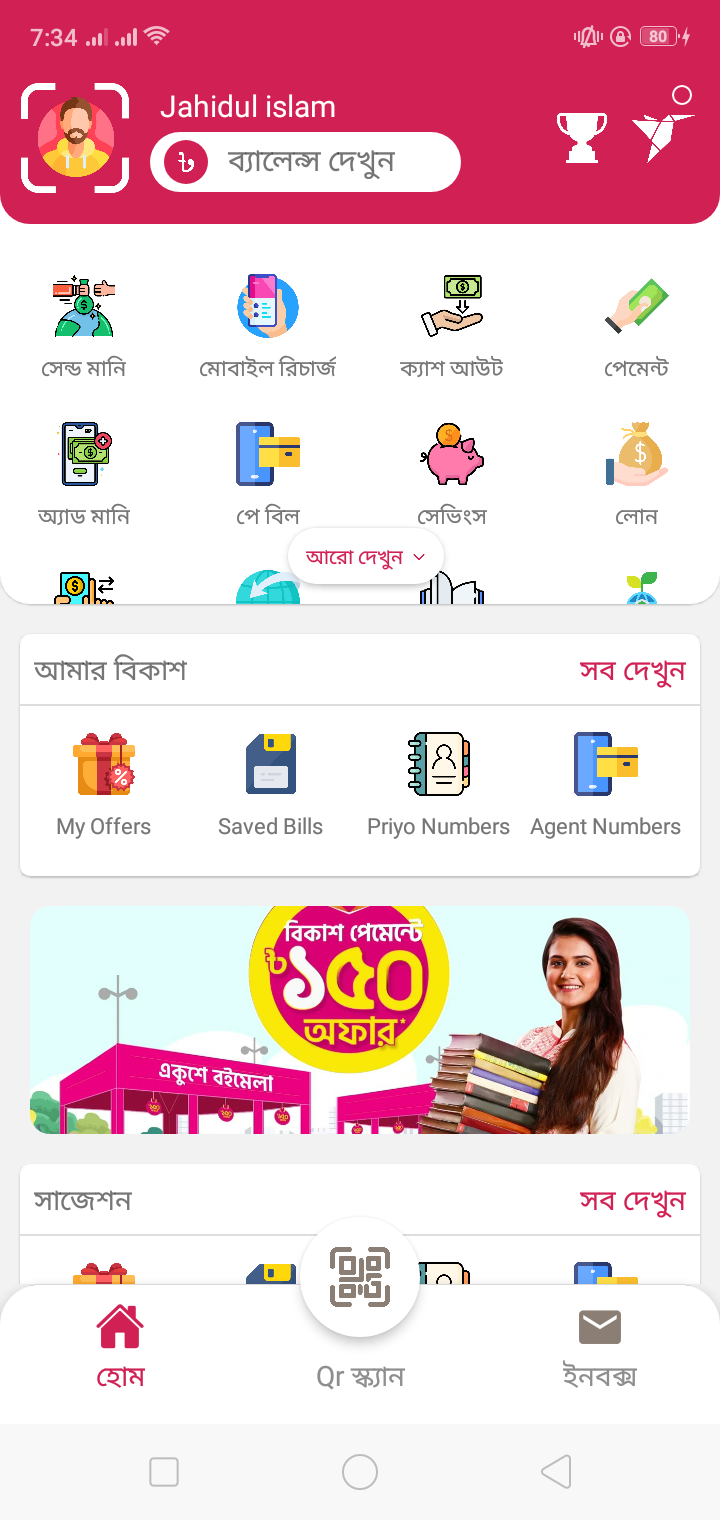 7:34
80
Jahidul islam
৳ ব্যালেন্স দেখুন
সেন্ড মানি
মোবাইল রিচার্জ
ক্যাশ আউট
পেমেন্ট
অ্যাড মানি
পে বিল
সেভিংস
লোন
আরো দেখুন
আমার বিকাশ
সব দেখুন
My Offers
Saved Bills
Priyo Numbers
Agent Numbers
বিকাশ পেমেন্টে
৳১৫০
অফার*
একুশে বইমেলা
সাজেশন
সব দেখুন
হোম
Qr স্ক্যান
ইনবক্স